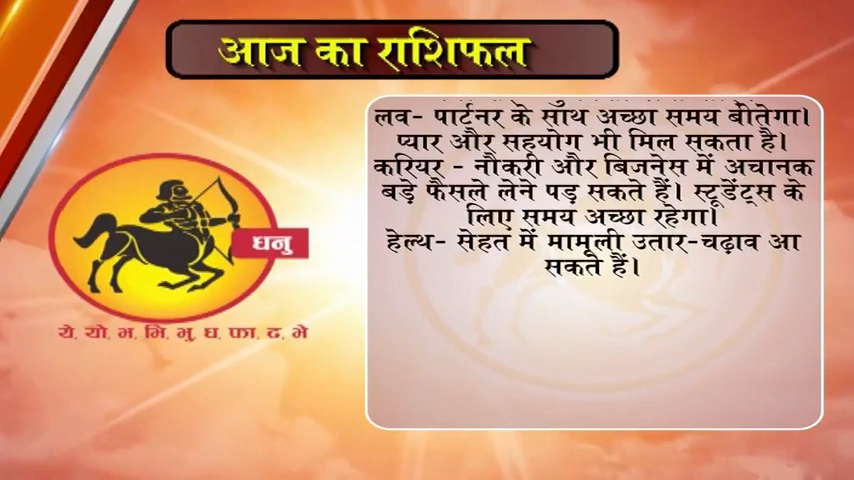 आज का राशिफल
लव- पार्टनर के साथ अच्छा समय बीतेगा।
प्यार और सहयोग भी मिल सकता है।
करियर - नौकरी और बिजनेस में अचानक
बड़े फैसले लेने पड़ सकते हैं। स्टूडेंट्स के
लिए समय अच्छा रहेगा।
हेल्थ- सेहत में मामूली उतार-चढ़ाव आ
सकते हैं।
धनु
ये, यो, भ, भि, भु, ध, फा, ढ, भे